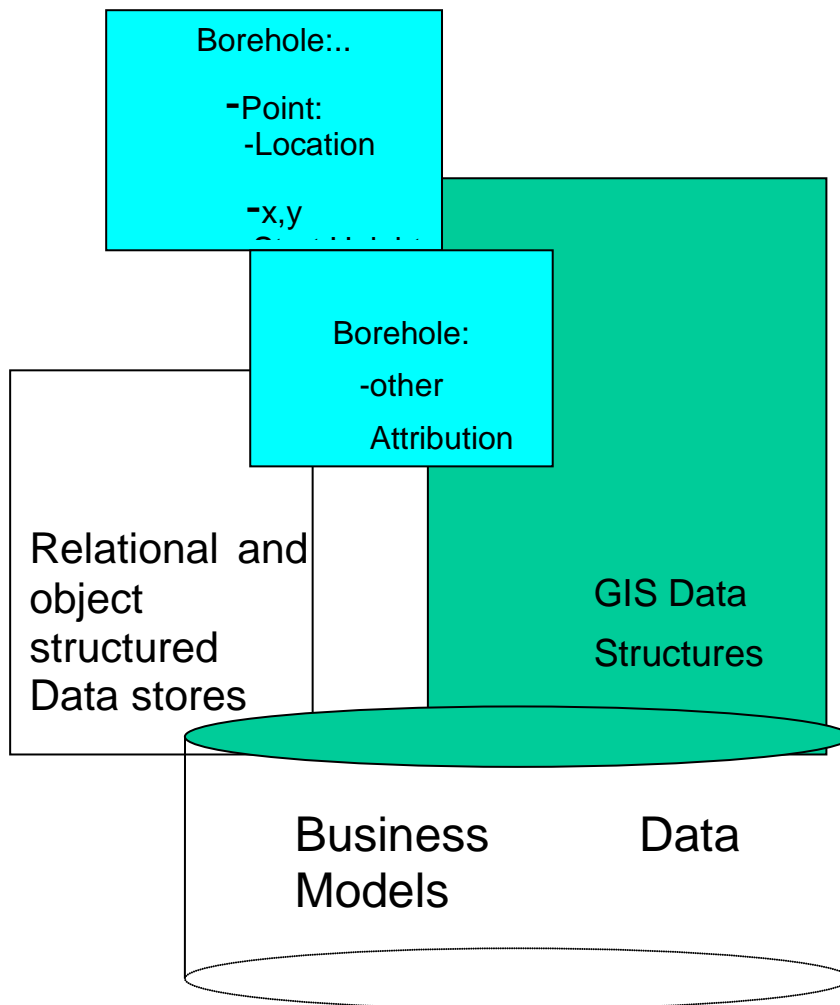 Borehole:..
-Point:
-Location
-x,y
Borehole:
-other
Attribution
Relational and
object
structured
Data stores
GIS Data
Structures
Business Data
Models